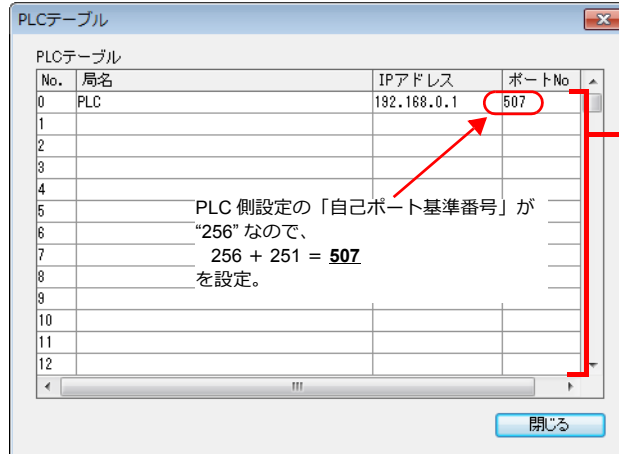 PLCテーブル
PLCテーブル
No. 局名 IPアドレス ポートNo
0 PLC 192.168.0.1 507
1
2
3
4
5
6
7
8
9
10
11
12
PLC 側設定の「自己ポート基準番号」が
“256” なので、
256 + 251 = 507
を設定。
閉じる